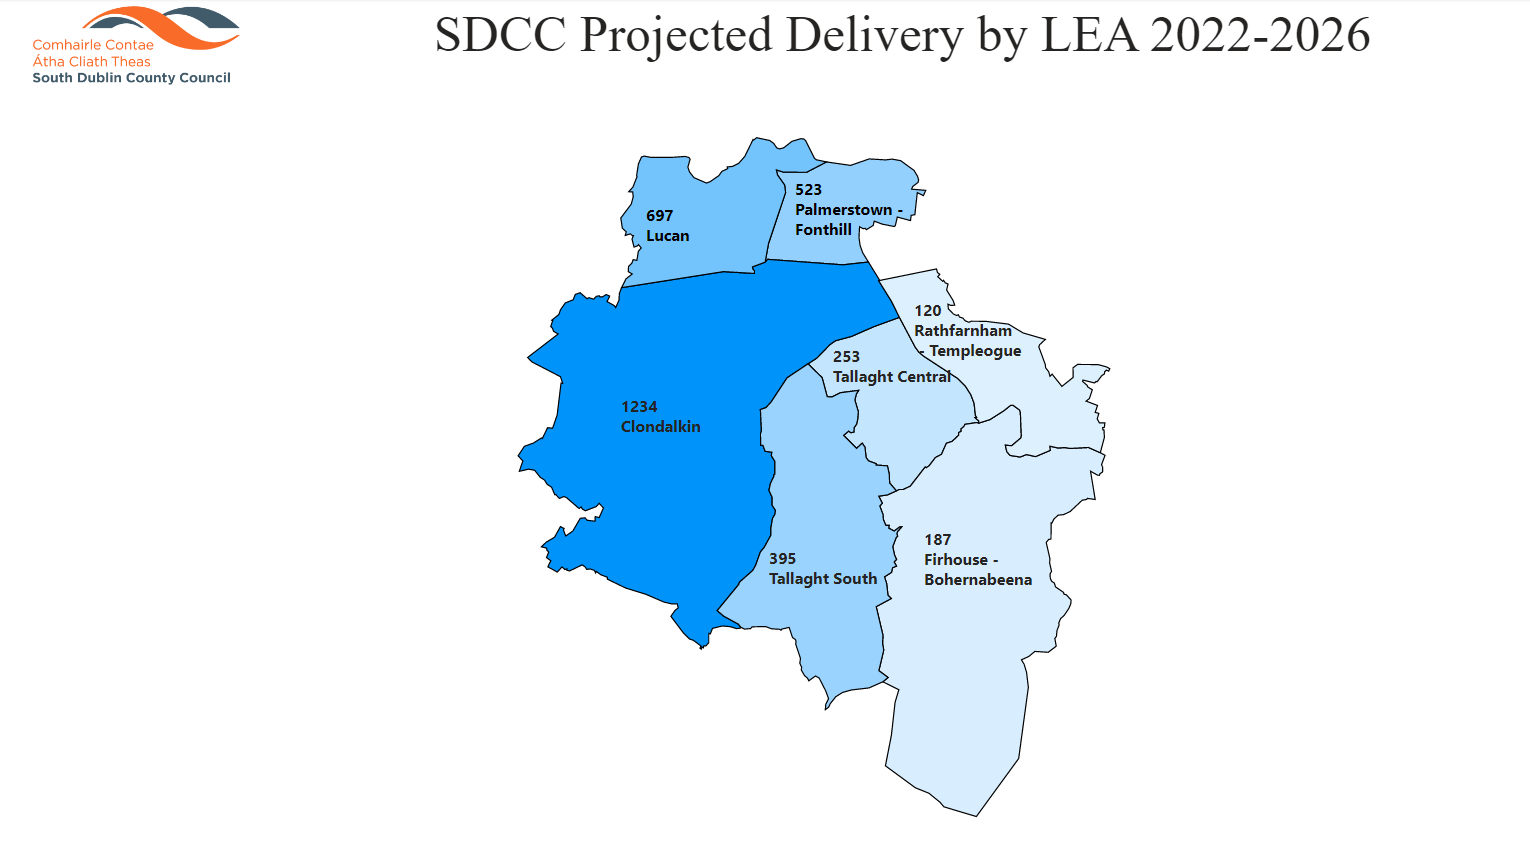 Comhairle Contae
Átha Cliath Theas
South Dublin County Council
SDCC Projected Delivery by LEA 2022-2026
697
Lucan
523
Palmerstown -
Fonthill
120
Rathfarnham
- Templeogue
253
Tallaght Central
1234
Clondalkin
395
Tallaght South
187
Firhouse -
Bohernabeena